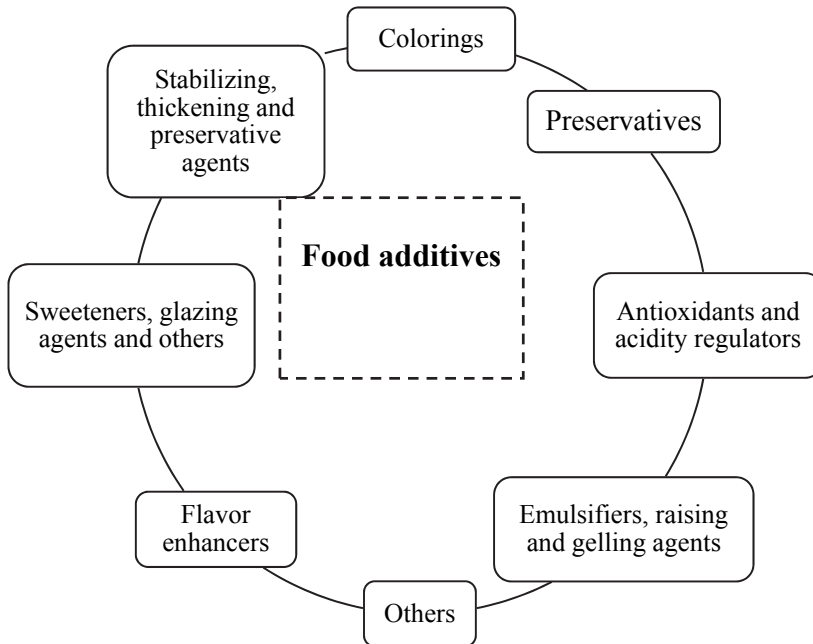 Colorings
Preservatives
Antioxidants and
acidity regulators
Emulsifiers, raising
and gelling agents
Others
Flavor
enhancers
Sweeteners, glazing
agents and others
Stabilizing,
thickening and
preservative
agents
Food additives